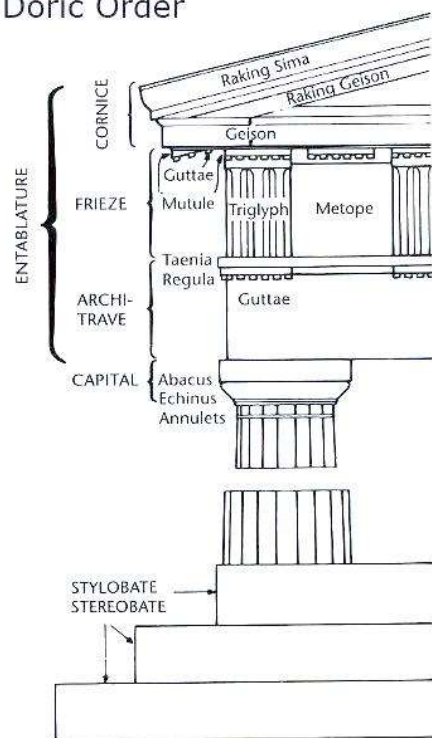 Doric Order
Raking Sima
Raking Geison
CORNICE
Geison
ENTABLATURE
Guttae
FRIEZE
Mutule
Triglyph
Metope
Taenia
Regula
Guttae
ARCHI-
TRAVE
CAPITAL
Abacus
Echinus
Annulets
STYLOBATE
STEREOBATE